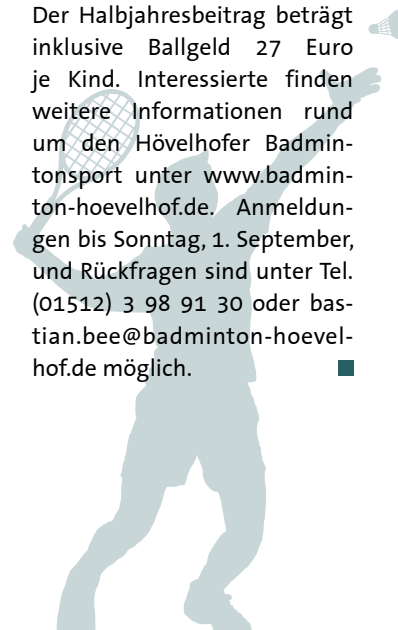 Der Halbjahresbeitrag beträgt
inklusive Ballgeld 27 Euro
je Kind. Interessierte finden
weitere Informationen rund
um den Hövelhofer Badmin-
tonsport unter www.badmin-
ton-hoevelhof.de. Anmeldun-
gen bis Sonntag, 1. September,
und Rückfragen sind unter Tel.
(01512) 3 98 91 30 oder bas-
tian.bee@badminton-hoevel-
hof.de möglich.